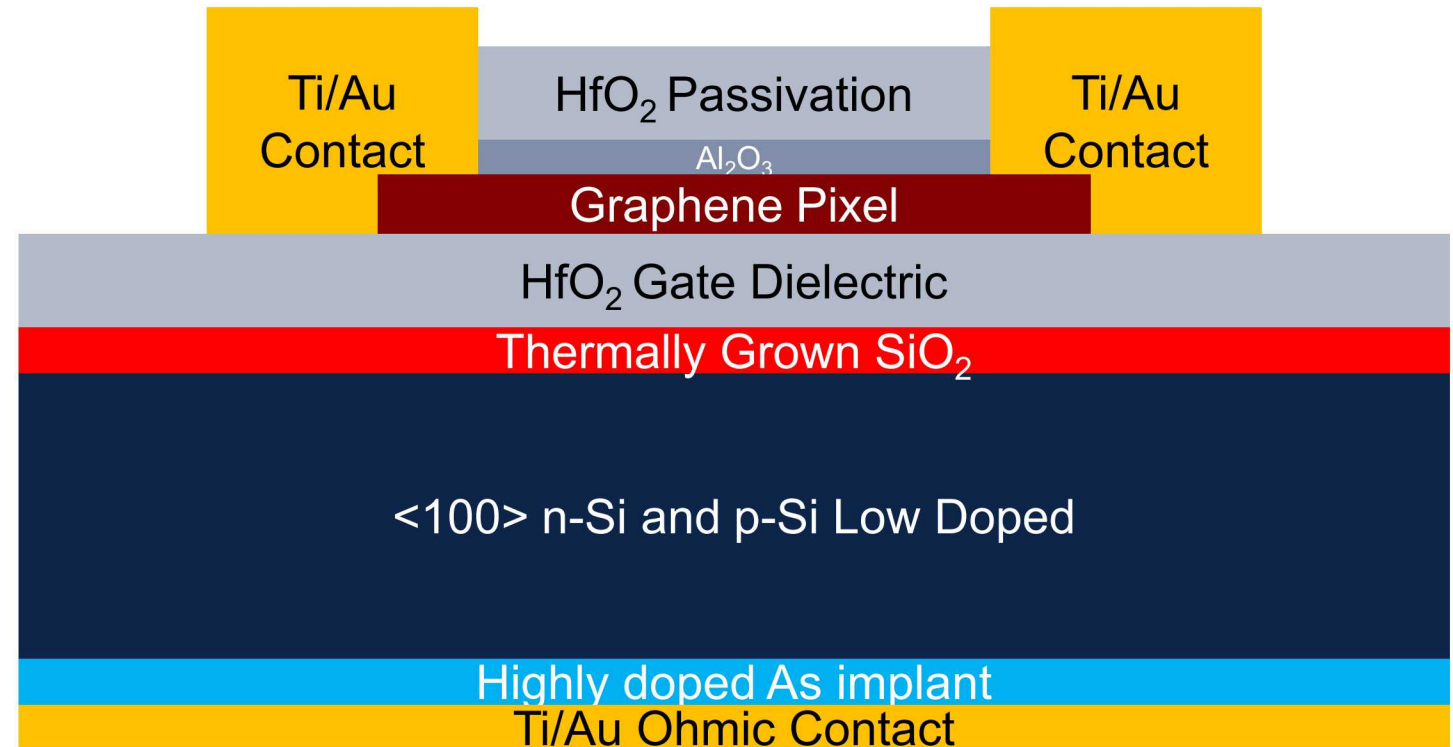 Ti/Au
Contact
HfO₂ Passivation
Ti/Au
Contact
Al₂O₃
Graphene Pixel
HfO₂ Gate Dielectric
Thermally Grown SiO₂
<100> n-Si and p-Si Low Doped
Highly doped As implant
Ti/Au Ohmic Contact